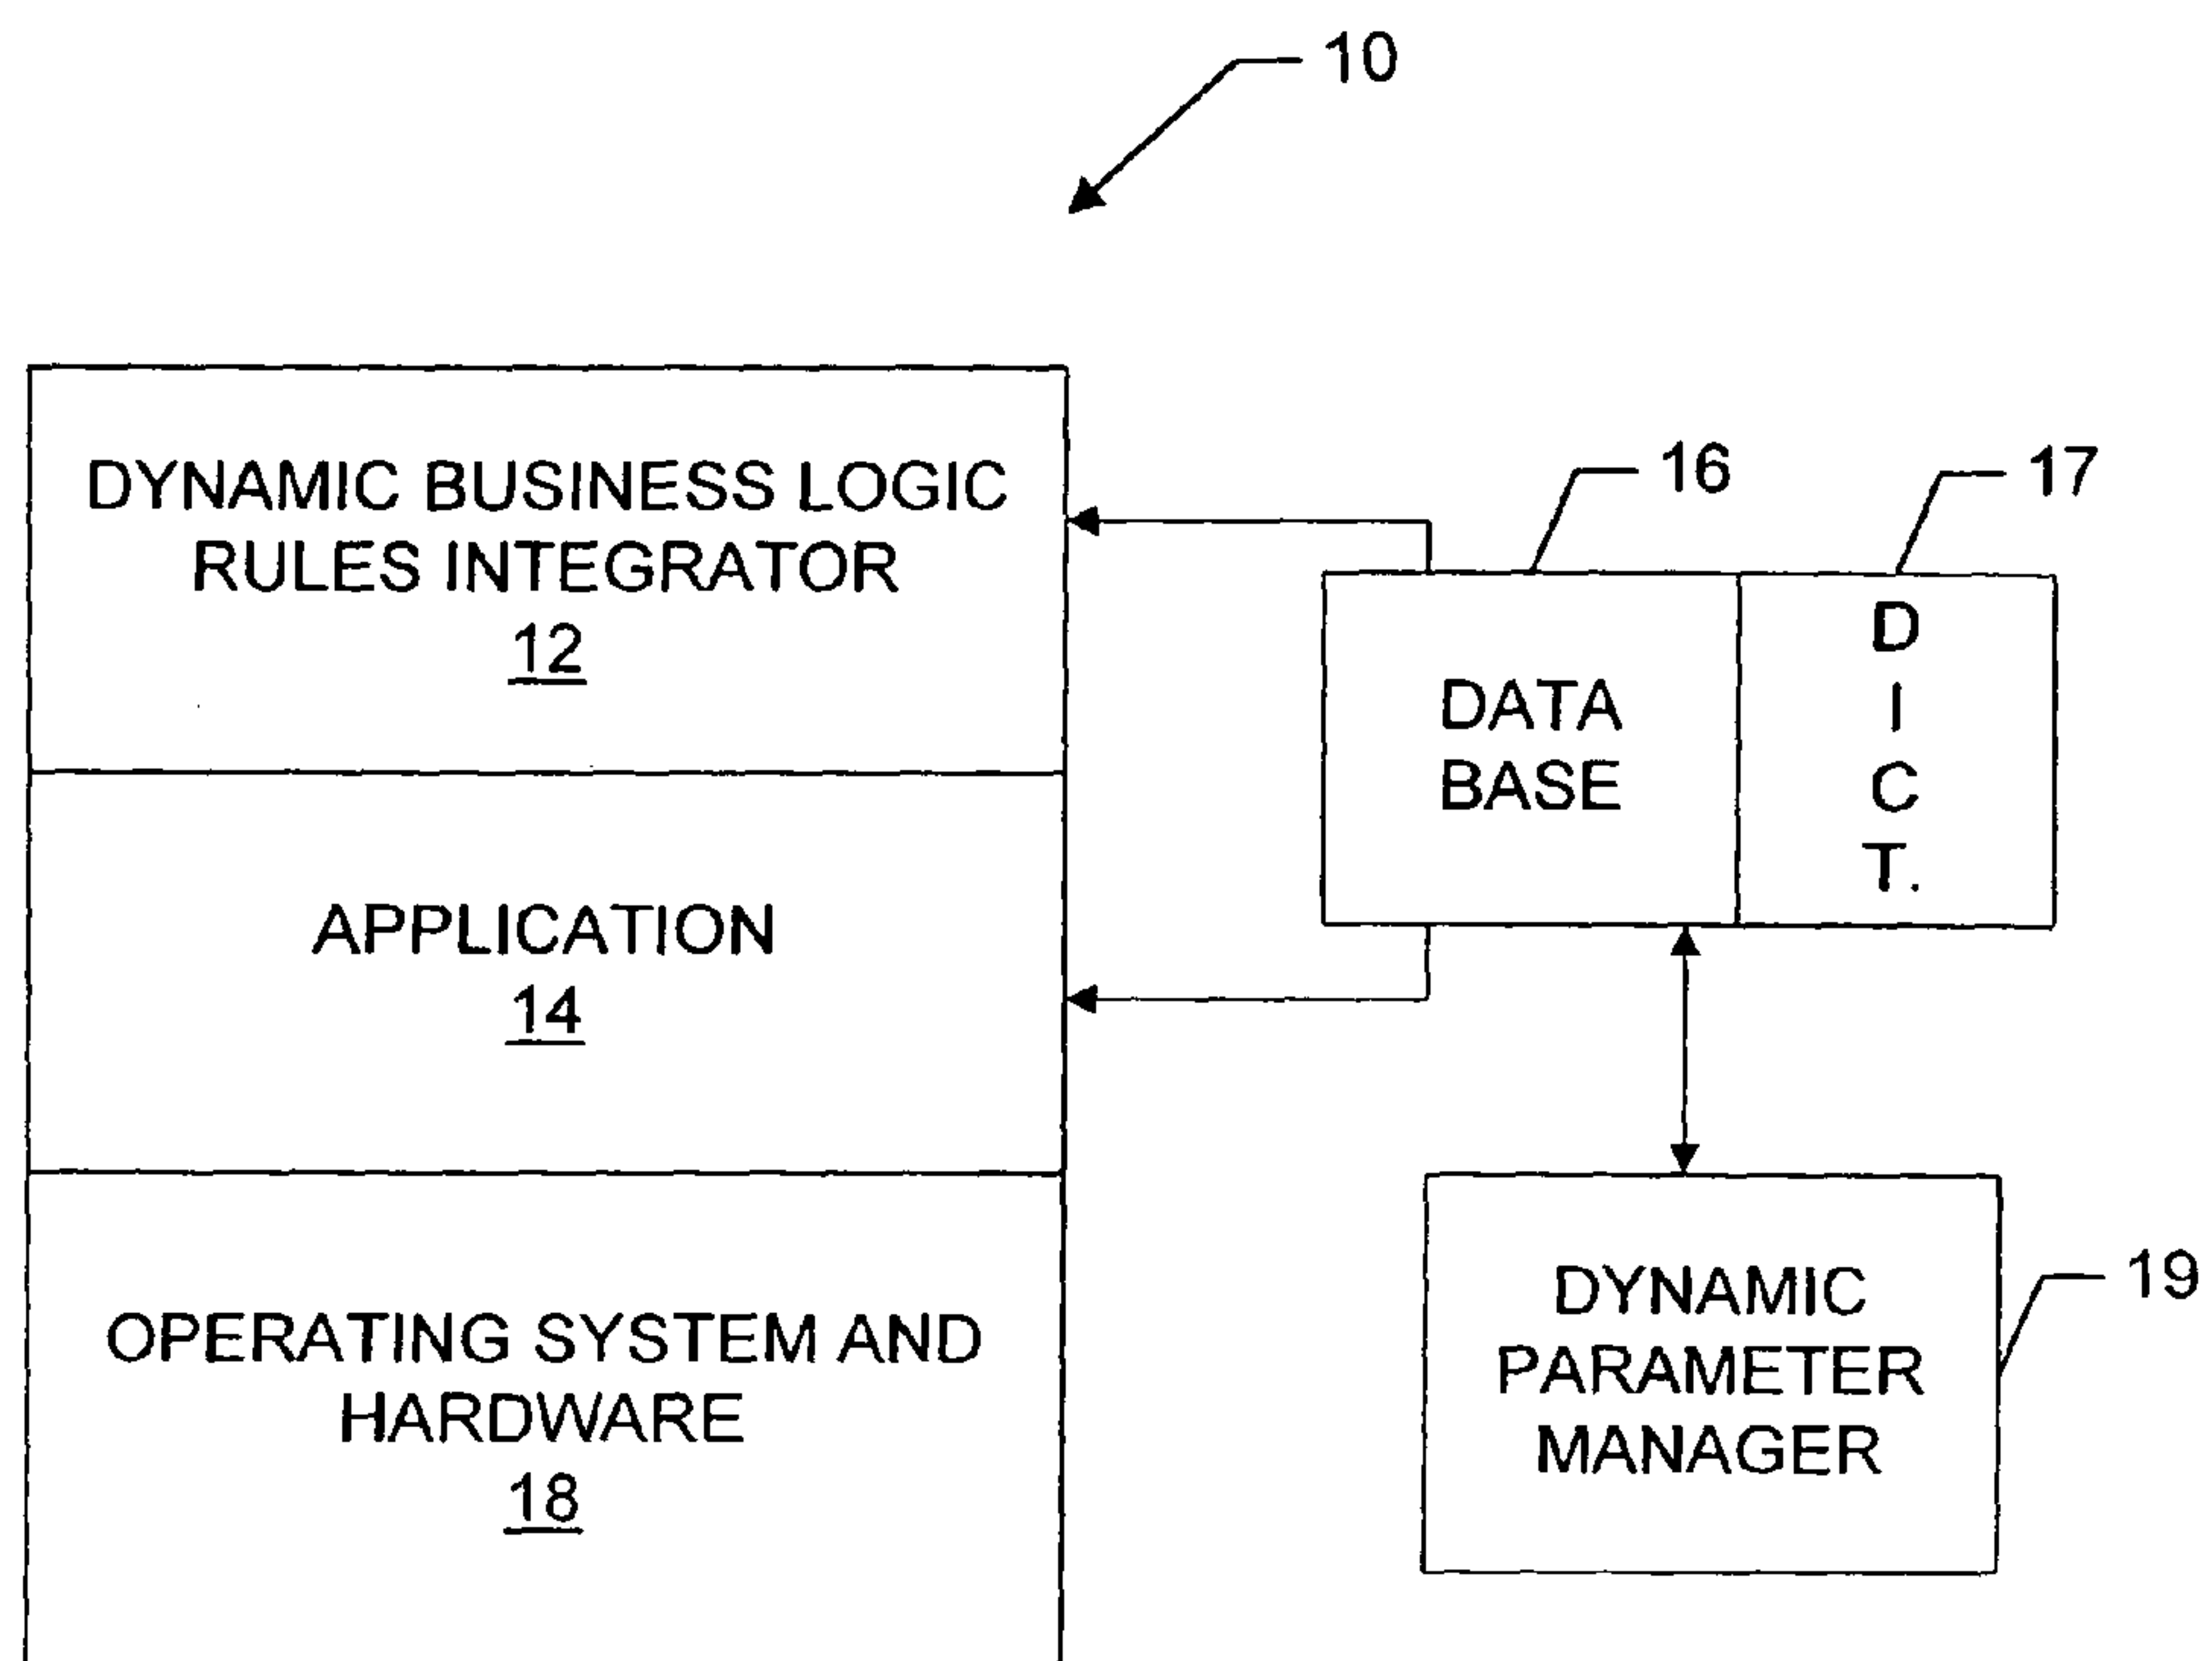 10
DYNAMIC BUSINESS LOGIC
RULES INTEGRATOR
12
APPLICATION
14
OPERATING SYSTEM AND
HARDWARE
18
16
17
DATA
BASE
D
I
C
T.
DYNAMIC
PARAMETER
MANAGER
19